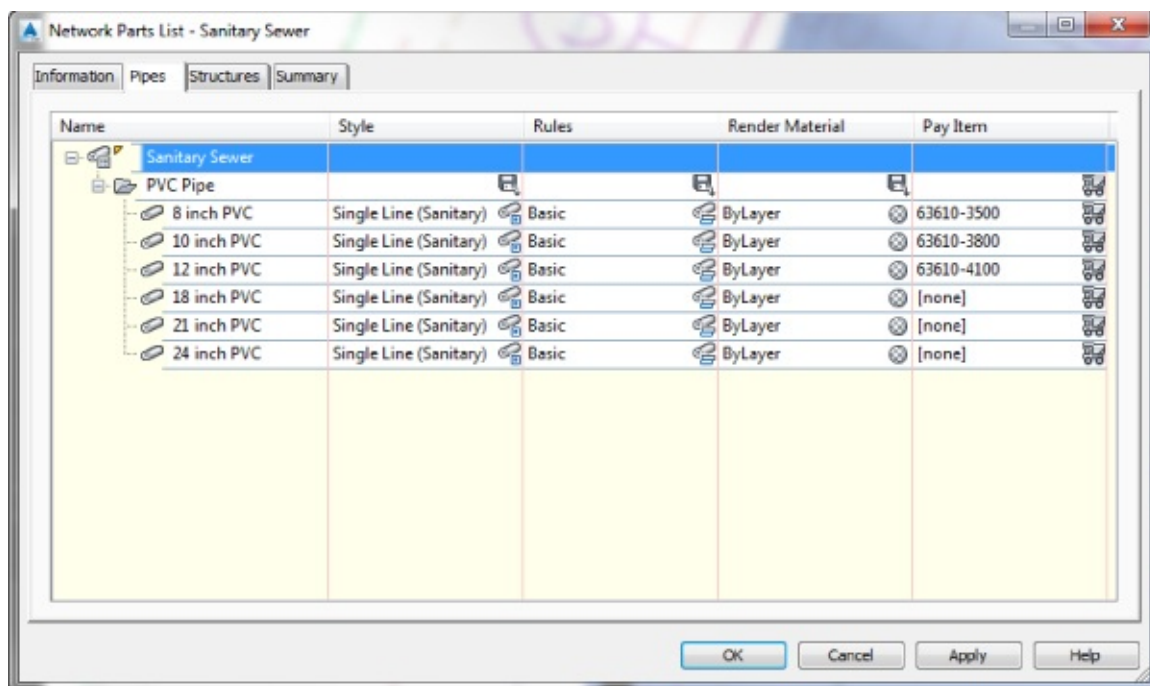 Network Parts List - Sanitary Sewer
Information Pipes Structures Summary
Name Style Rules Render Material Pay Item
Sanitary Sewer
PVC Pipe
8 inch PVC Single Line (Sanitary) Basic ByLayer 63610-3500
10 inch PVC Single Line (Sanitary) Basic ByLayer 63610-3800
12 inch PVC Single Line (Sanitary) Basic ByLayer 63610-4100
18 inch PVC Single Line (Sanitary) Basic ByLayer [none]
21 inch PVC Single Line (Sanitary) Basic ByLayer [none]
24 inch PVC Single Line (Sanitary) Basic ByLayer [none]
OK Cancel Apply Help